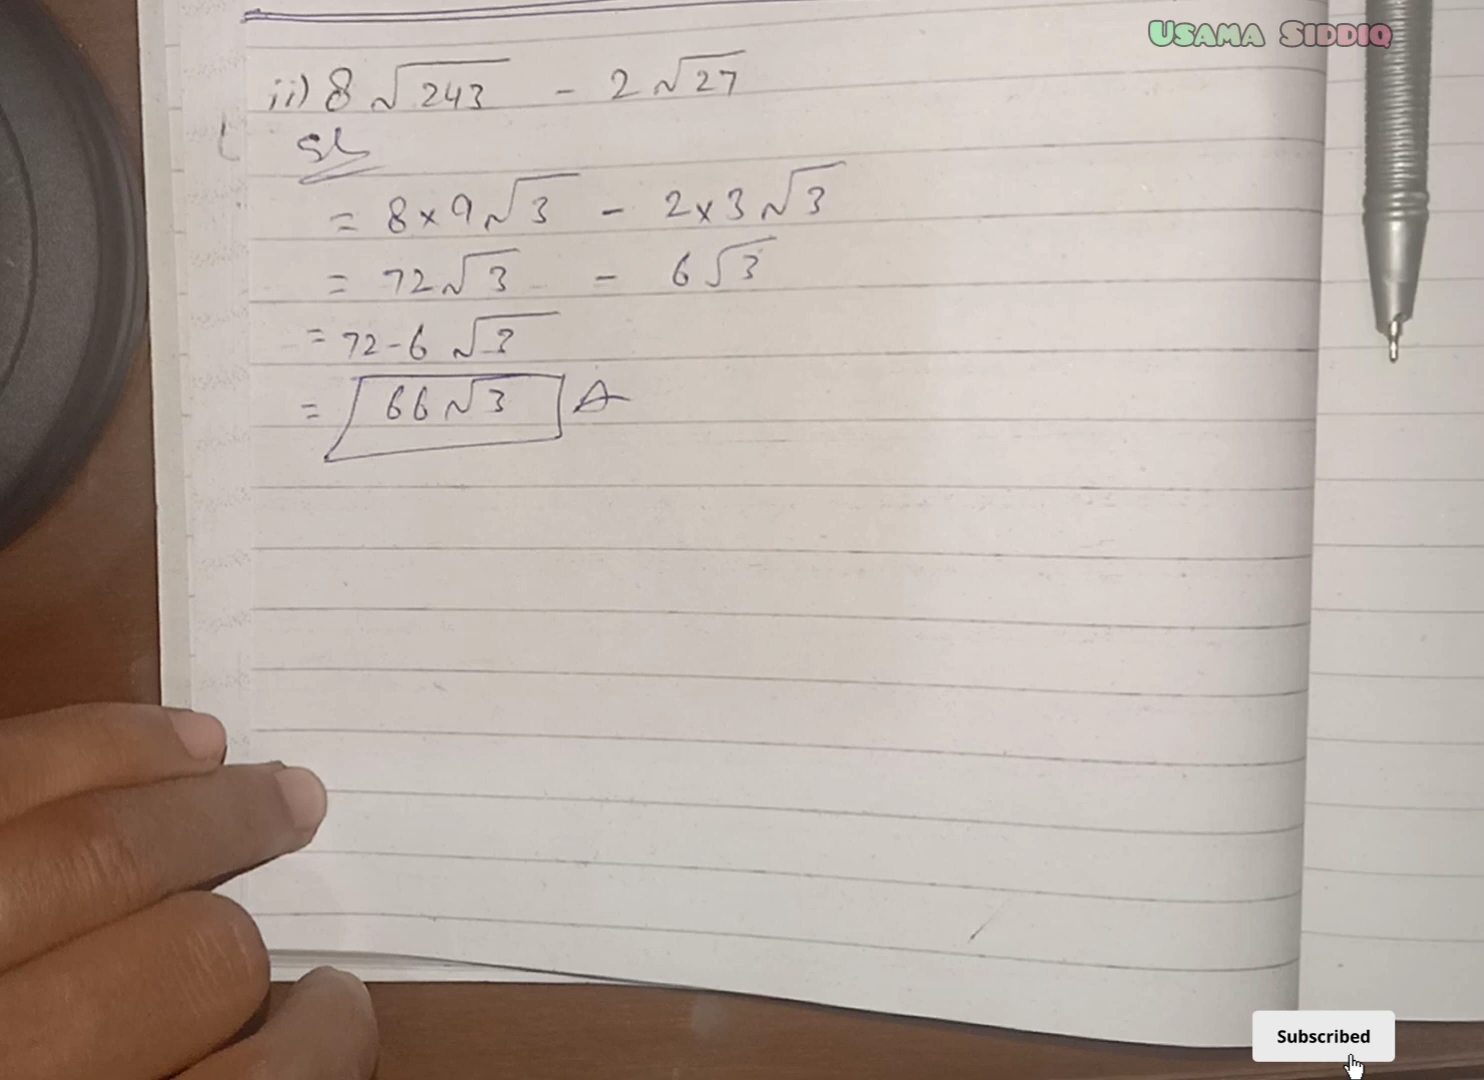 USAMA SIDDIQ
ii) 8 √243 - 2 √27
Sol
= 8 × 9 √3 - 2 × 3 √3
= 72 √3 - 6 √3
= 72 - 6 √3
= 66 √3 A
Subscribed